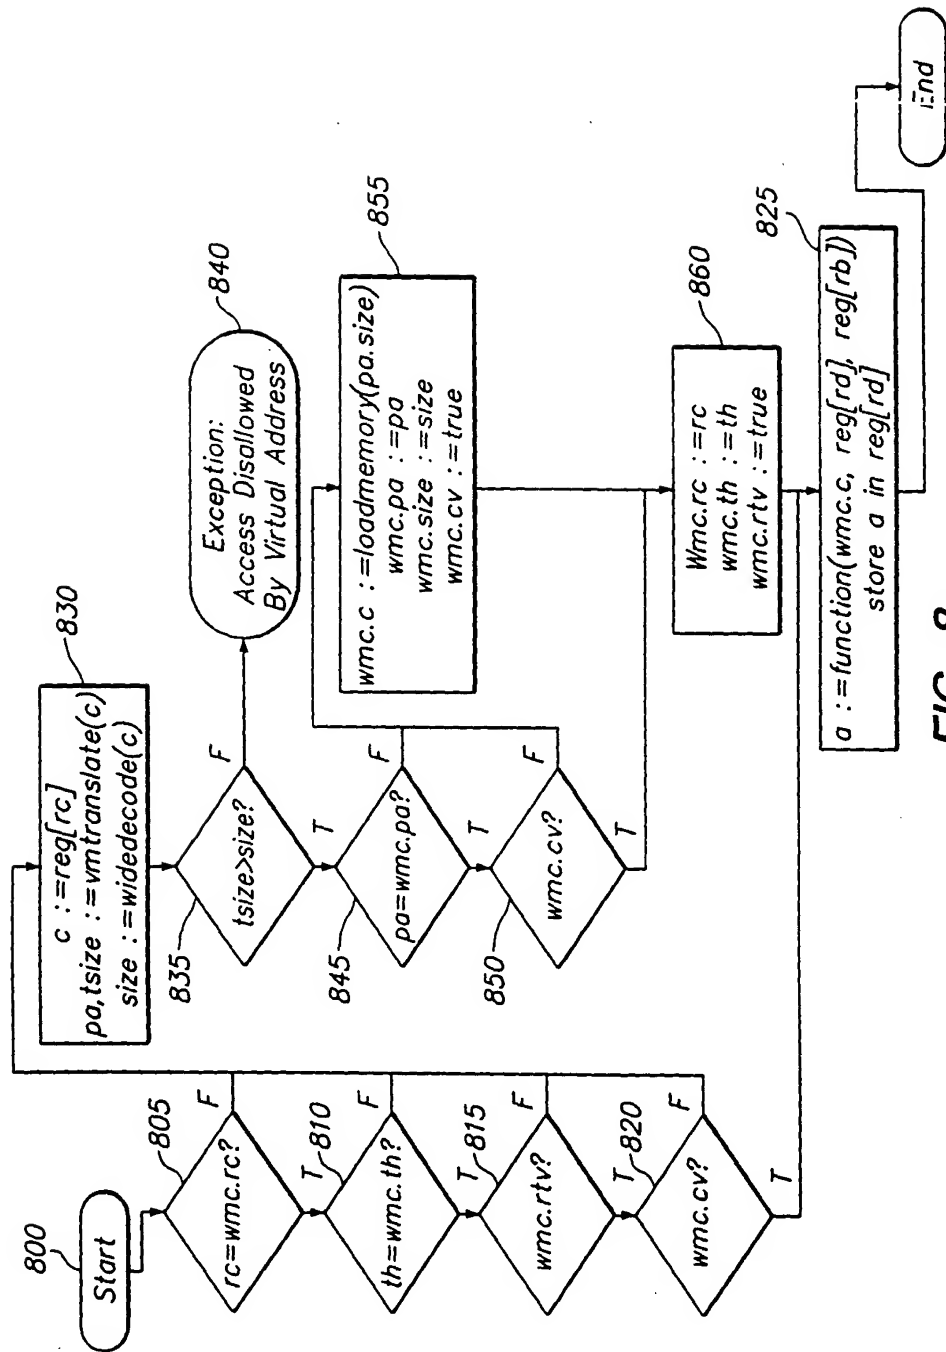 800
Start
805
rc=wmc.rc?
F
T
810
th=wmc.th?
F
T
815
wmc.rtv?
F
T
820
wmc.cv?
F
T
830
c :=reg[rc]
pa,tsize :=vmtranslate(c)
size :=widedecode(c)
835
tsize>size?
F
T
840
Exception:
Access Disallowed
By Virtual Address
845
pa=wmc.pa?
F
T
850
wmc.cv?
F
T
855
wmc.c :=loadmemory(pa.size)
wmc.pa :=pa
wmc.size :=size
wmc.cv :=true
860
Wmc.rc :=rc
wmc.th :=th
wmc.rtv :=true
825
a :=function(wmc.c, reg[rd], reg[rb])
store a in reg[rd]
End